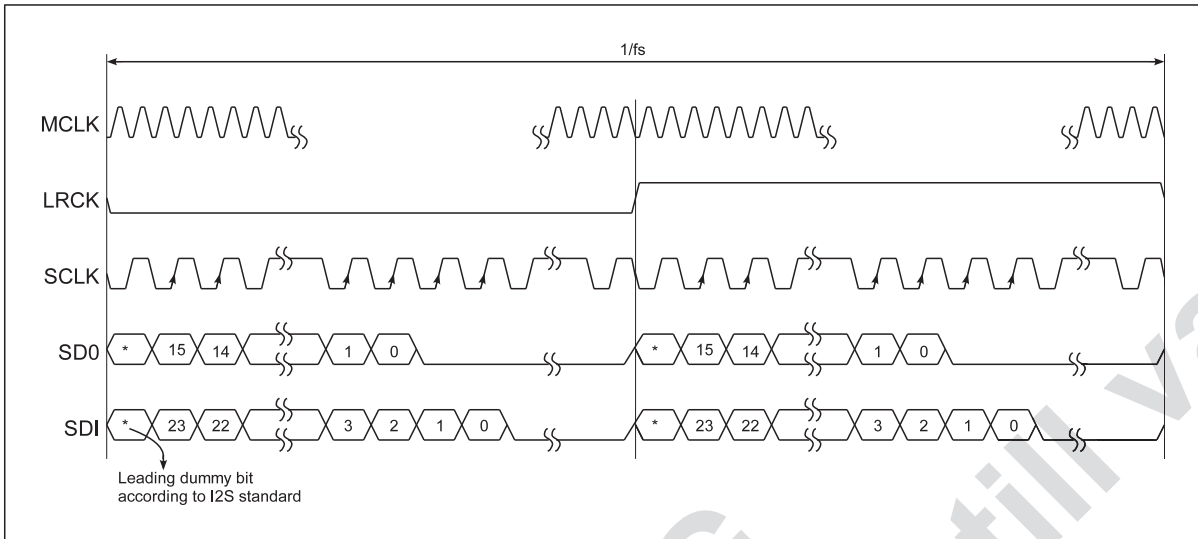 1/fs
MCLK
LRCK
SCLK
SD0 * 15 14 1 0 * 15 14 1 0
SDI * 23 22 3 2 1 0 * 23 22 3 2 1 0
Leading dummy bit
according to I2S standard
still